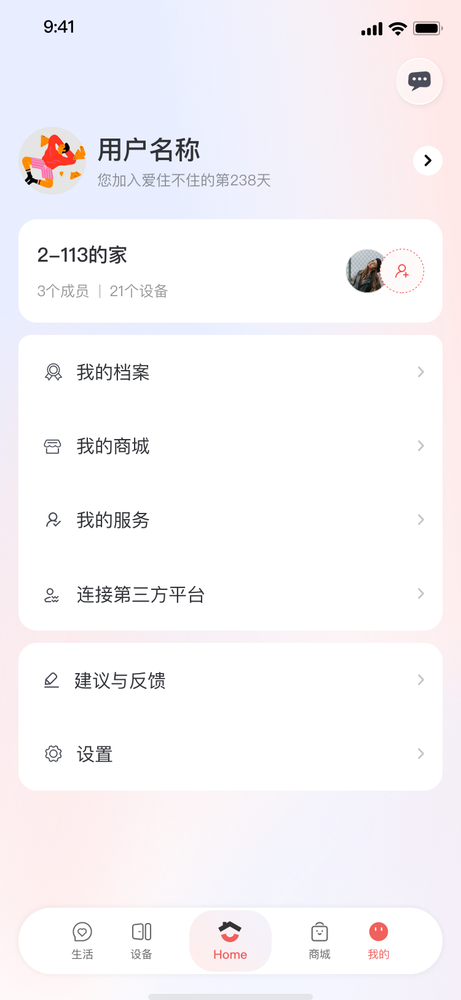 9:41
用户名称
您加入爱住不住的第238天
2-113的家
3个成员 | 21个设备
我的档案
我的商城
我的服务
连接第三方平台
建议与反馈
设置
生活
设备
Home
商城
我的